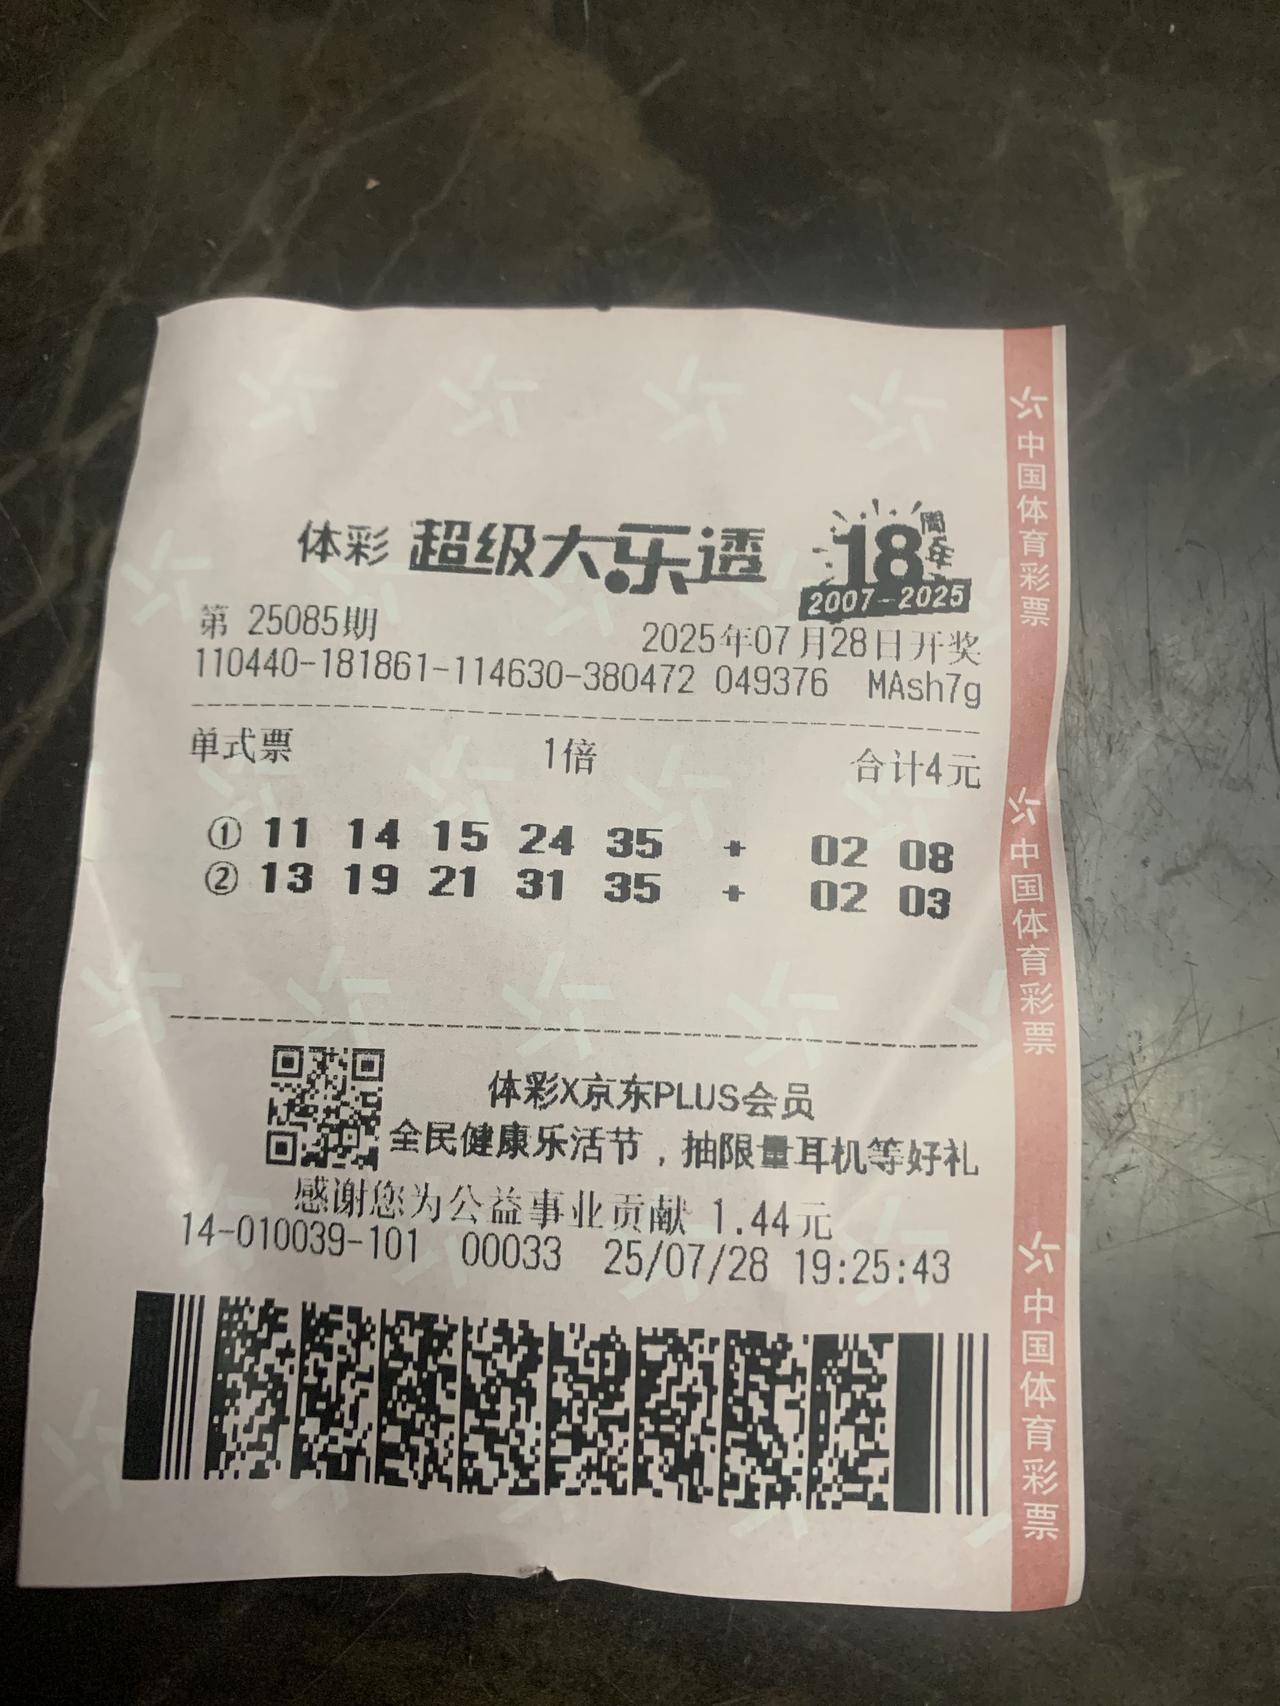 体彩 超级大乐透 18周年
2007-2025
第 25085期
2025年07月28日开奖
110440-181861-114630-380472 049376 MAsh7g
单式票 1倍 合计4元
① 11 14 15 24 35 + 02 08
② 13 19 21 31 35 + 02 03
体彩X京东PLUS会员
全民健康乐活节，抽限量耳机等好礼
感谢您为公益事业贡献 1.44元
14-010039-101 00033 25/07/28 19:25:43
中国体育彩票
中国体育彩票
中国体育彩票